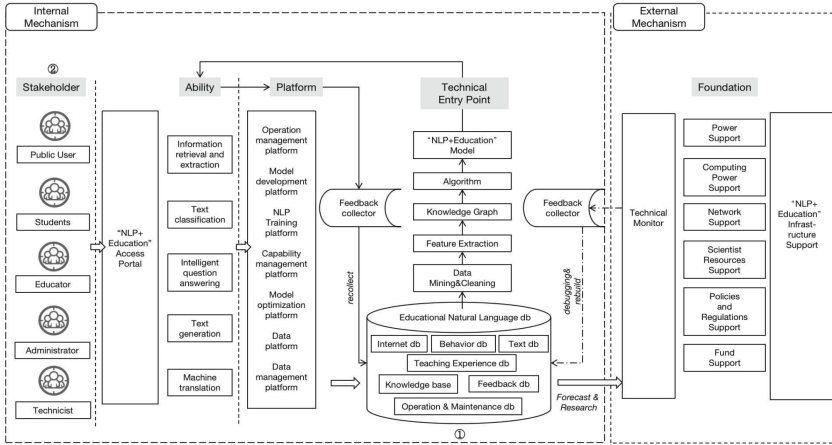 Internal
Mechanism
External
Mechanism
②
Stakeholder
Ability
Platform
Technical
Entry Point
Foundation
Public User
Students
Educator
Administrator
Technicist
"NLP+
Education"
Access
Portal
Information
retrieval and
extraction
Text
classification
Intelligent
question
answering
Text
generation
Machine
translation
Operation
management
platform
Model
development
platform
NLP
Training
platform
Capability
management
platform
Model
optimization
platform
Data
platform
Data
management
platform
Feedback
collector
recollect
"NLP+Education"
Model
Algorithm
Knowledge Graph
Feature Extraction
Data
Mining&Cleaning
Educational Natural Language db
Internet db
Behavior db
Text db
Teaching Experience db
Knowledge base
Feedback db
Operation & Maintenance db
①
Feedback
collector
debugging&
rebuild
Forecast &
Research
Technical
Monitor
Power
Support
Computing
Power
Support
Network
Support
Scientist
Resources
Support
Policies
and
Regulations
Support
Fund
Support
"NLP+
Education"
Infrast-
ructure
Support